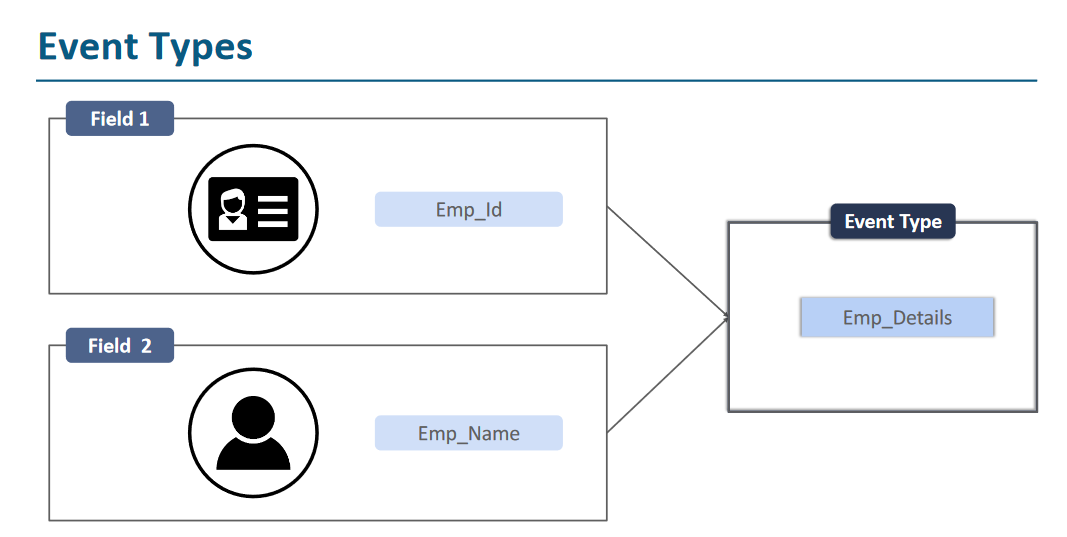 Event Types
Field 1
Emp_Id
Field 2
Emp_Name
Event Type
Emp_Details